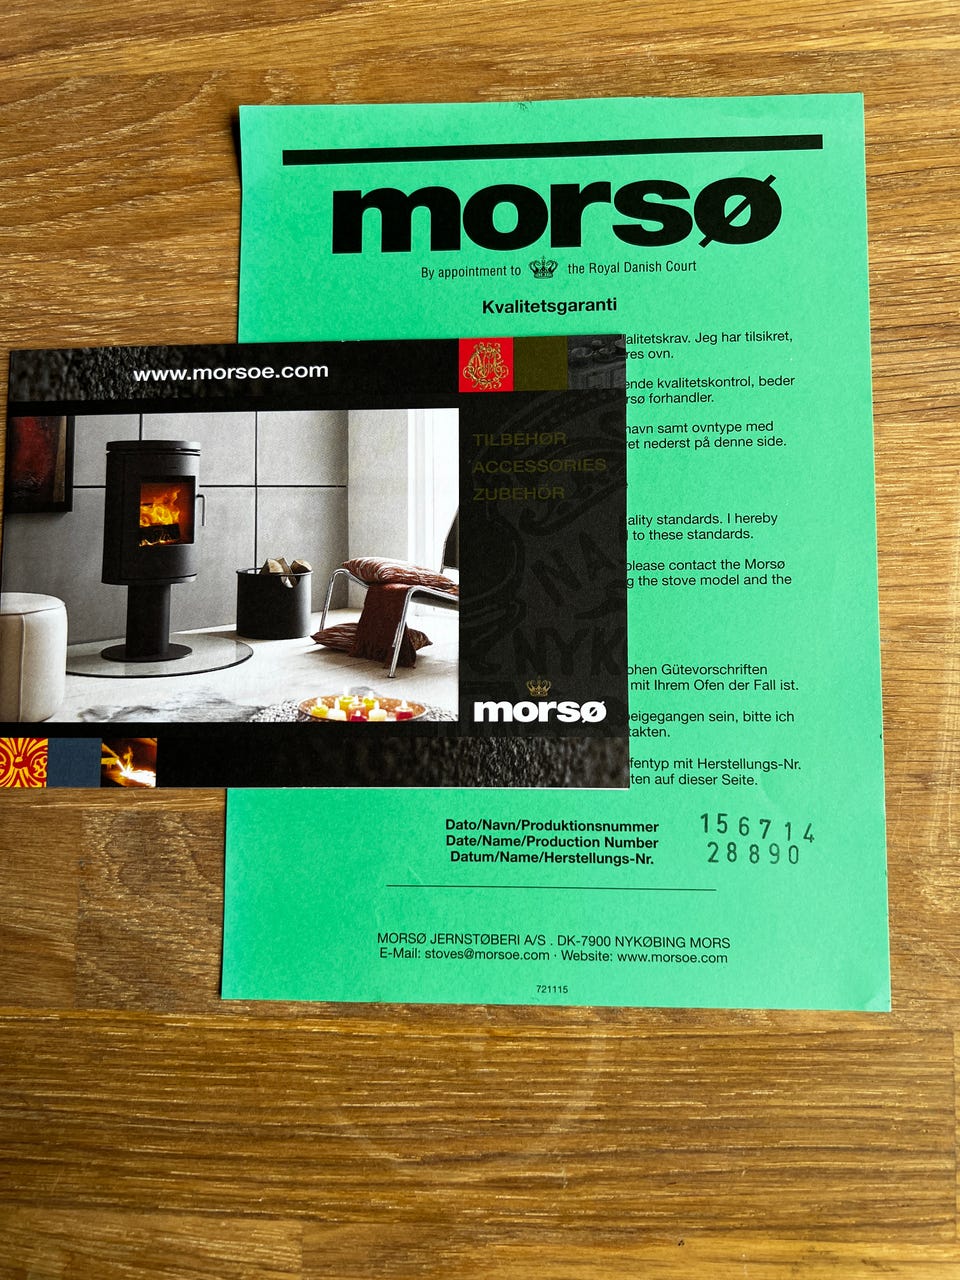 morsø
By appointment to the Royal Danish Court
Kvalitetsgaranti
alitetskrav. Jeg har tilsikret,
res ovn.
ende kvalitetskontrol, beder
rsø forhandler.
navn samt ovntype med
ret nederst på denne side.
ality standards. I hereby
to these standards.
please contact the Morsø
g the stove model and the
ohen Gütevorschriften
mit Ihrem Ofen der Fall ist.
beigegangen sein, bitte ich
takten.
fentyp mit Herstellungs-Nr.
ten auf dieser Seite.
Dato/Navn/Produktionsnummer
Date/Name/Production Number
Datum/Name/Herstellungs-Nr.
156714
28890
MORSØ JERNSTØBERI A/S . DK-7900 NYKØBING MORS
E-Mail: stoves@morsoe.com · Website: www.morsoe.com
721115
www.morsoe.com
TILBEHØR
ACCESSORIES
ZUBEHÖR
NA
NYK
morsø